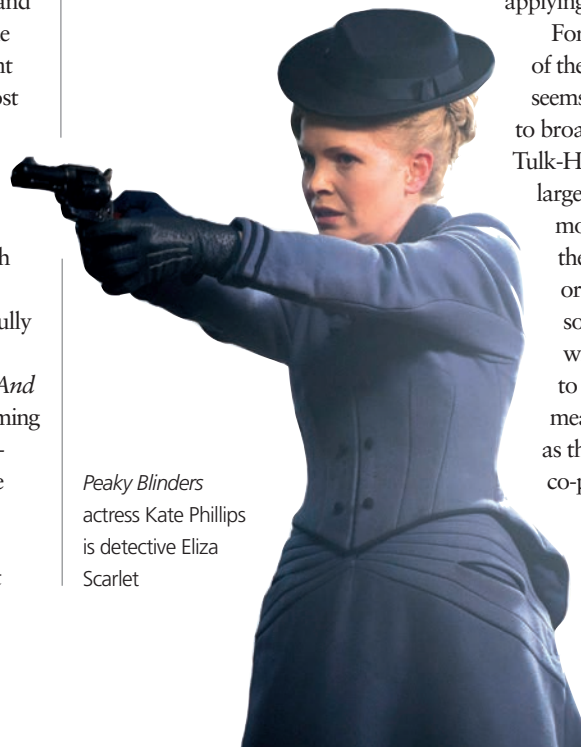 and
e
nt
ost
h
ully
And
ming
-
e
t
Peaky Blinders
actress Kate Phillips
is detective Eliza
Scarlet
applying
For
of the
seems
to broa
Tulk-H
large
mo
the
or
so
w
to
mea
as th
co-p